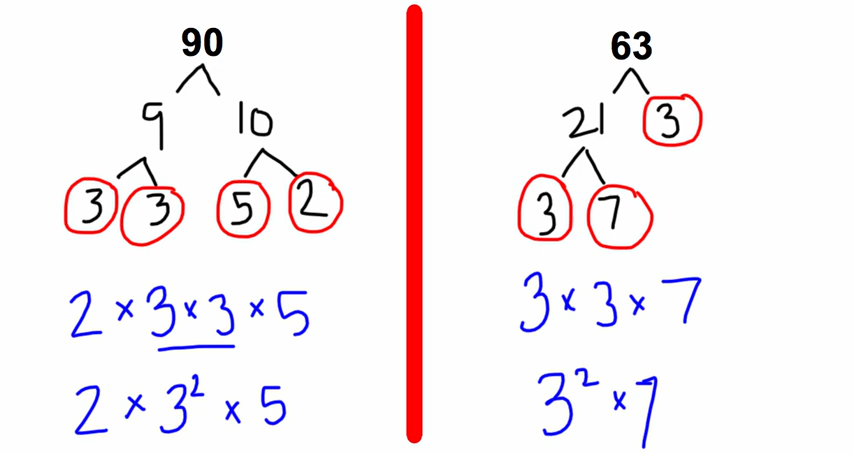 90
9 10
3 3 5 2
2 × 3 × 3 × 5
2 × 3² × 5
63
21 3
3 7
3 × 3 × 7
3² × 7